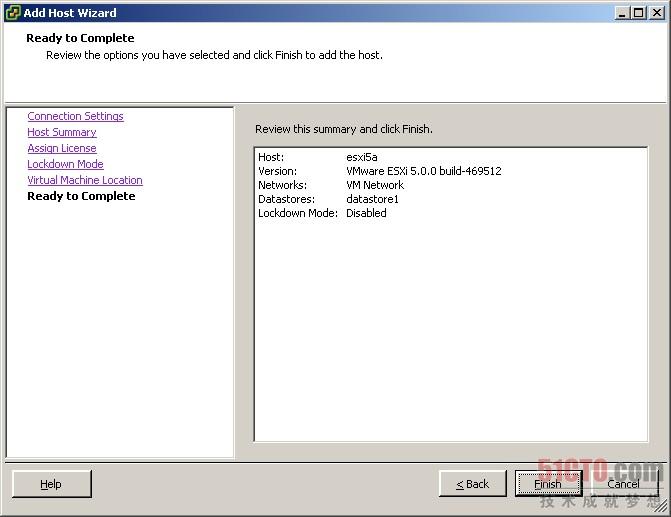 Add Host Wizard
Ready to Complete
Review the options you have selected and click Finish to add the host.
Connection Settings
Host Summary
Assign License
Lockdown Mode
Virtual Machine Location
Ready to Complete
Review this summary and click Finish.
Host: esxi5a
Version: VMware ESXi 5.0.0 build-469512
Networks: VM Network
Datastores: datastore1
Lockdown Mode: Disabled
Help
< Back
Finish
Cancel
51CTO.com
技术成就梦想